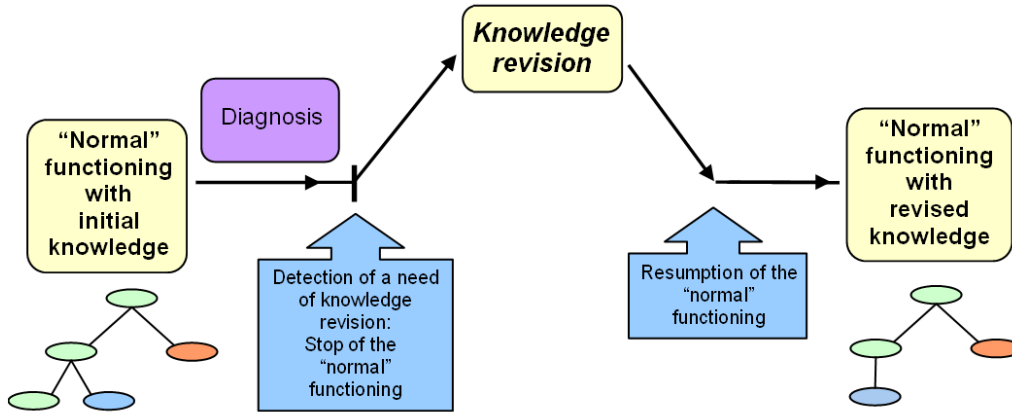 Knowledge
revision
Diagnosis
“Normal”
functioning
with
initial
knowledge
“Normal”
functioning
with
revised
knowledge
Detection of a need
of knowledge
revision:
Stop of the
“normal”
functioning
Resumption of the
“normal”
functioning